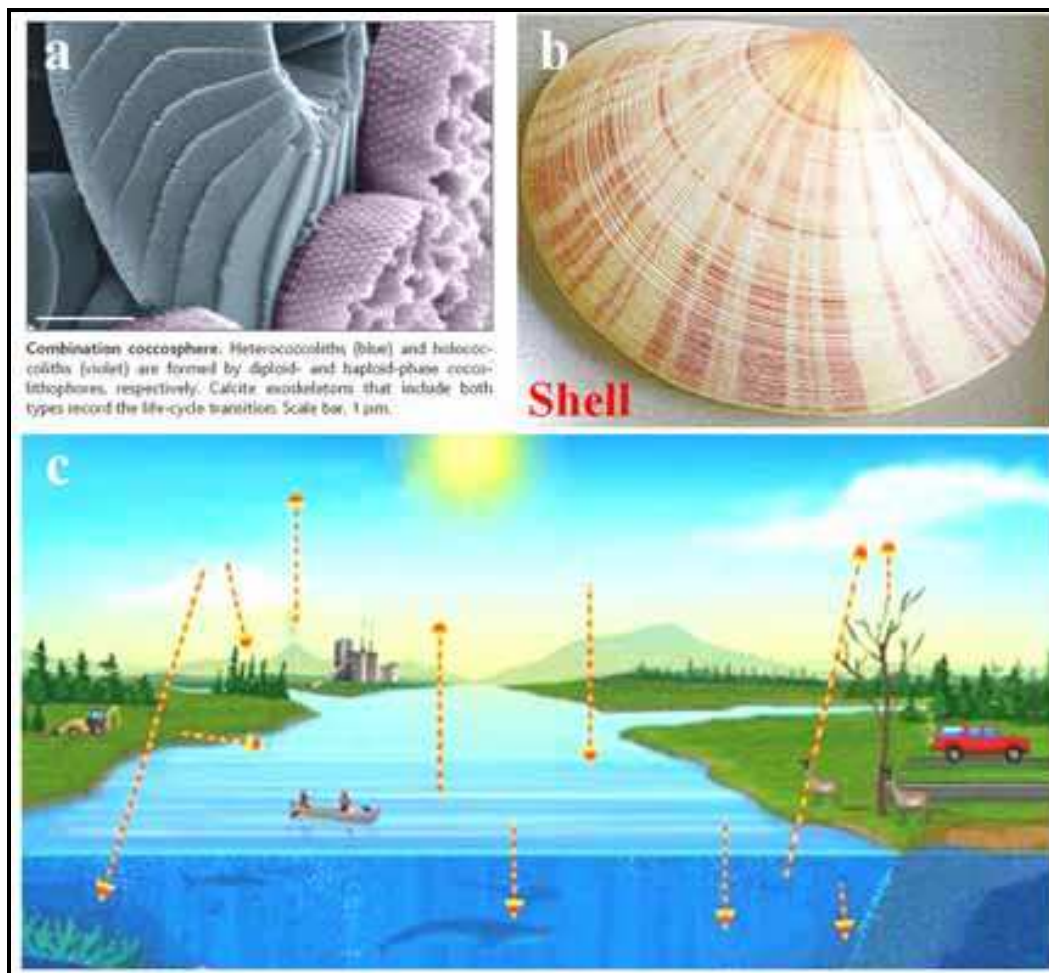 a
Combination coccosphere. Heterococcoliths (blue) and holococ-
coliths (violet) are formed by diploid- and haploid-phase cocco-
lithophores, respectively. Calcite exoskeletons that include both
types record the life-cycle transition. Scale bar, 1 μm.
b
Shell
c